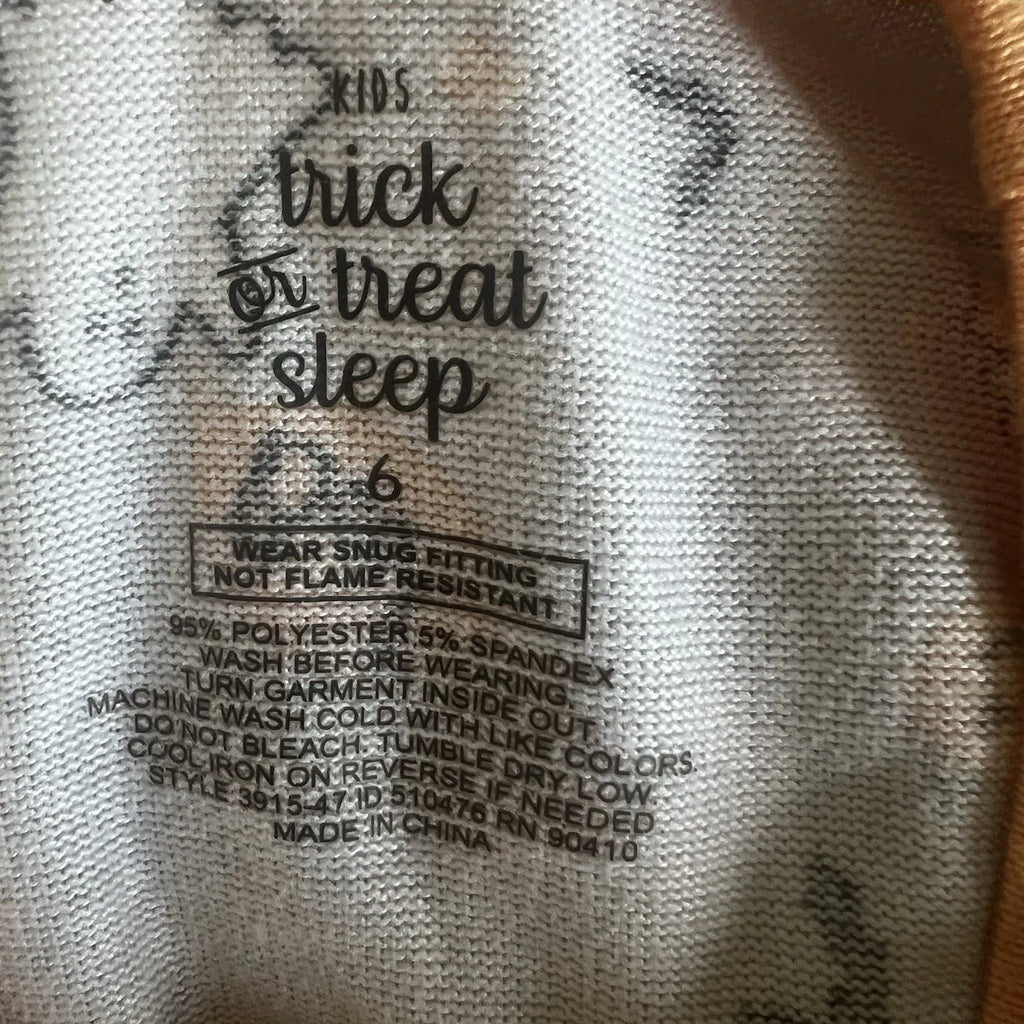 KIDS
trick
or treat
sleep
6
WEAR SNUG FITTING
NOT FLAME RESISTANT
95% POLYESTER 5% SPANDEX
WASH BEFORE WEARING.
TURN GARMENT INSIDE OUT
MACHINE WASH COLD WITH LIKE COLORS.
DO NOT BLEACH. TUMBLE DRY LOW
COOL IRON ON REVERSE IF NEEDED
STYLE 3915-47 ID 510476 RN 90410
MADE IN CHINA